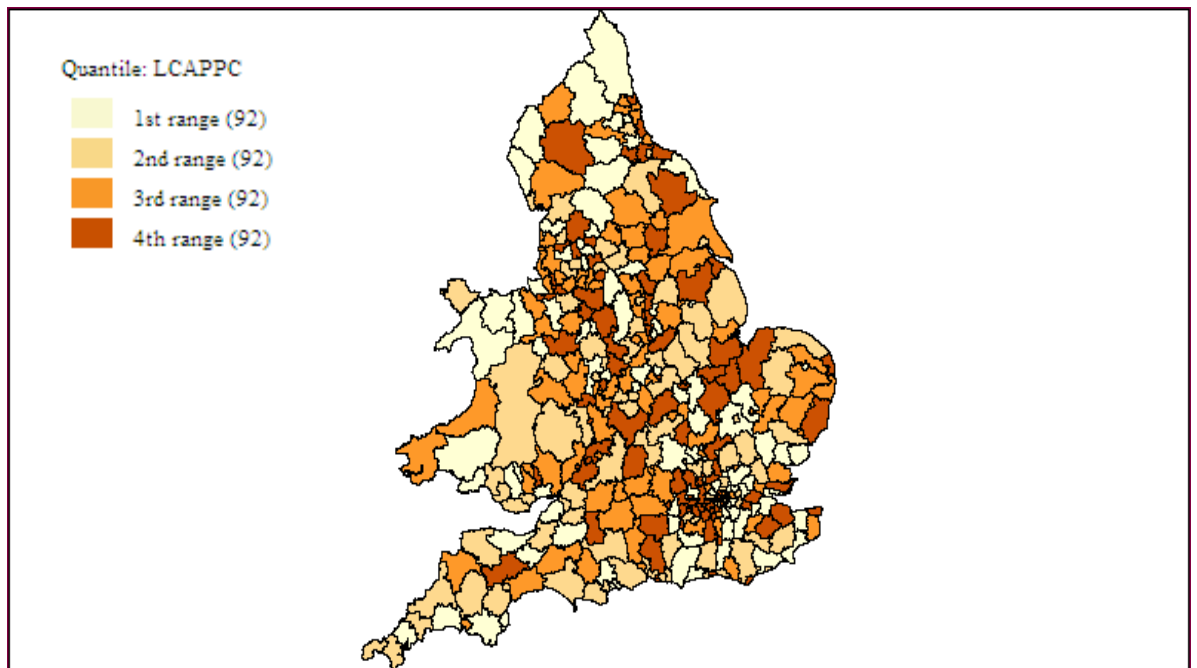 Quantile: LCAPPC
1st range (92)
2nd range (92)
3rd range (92)
4th range (92)